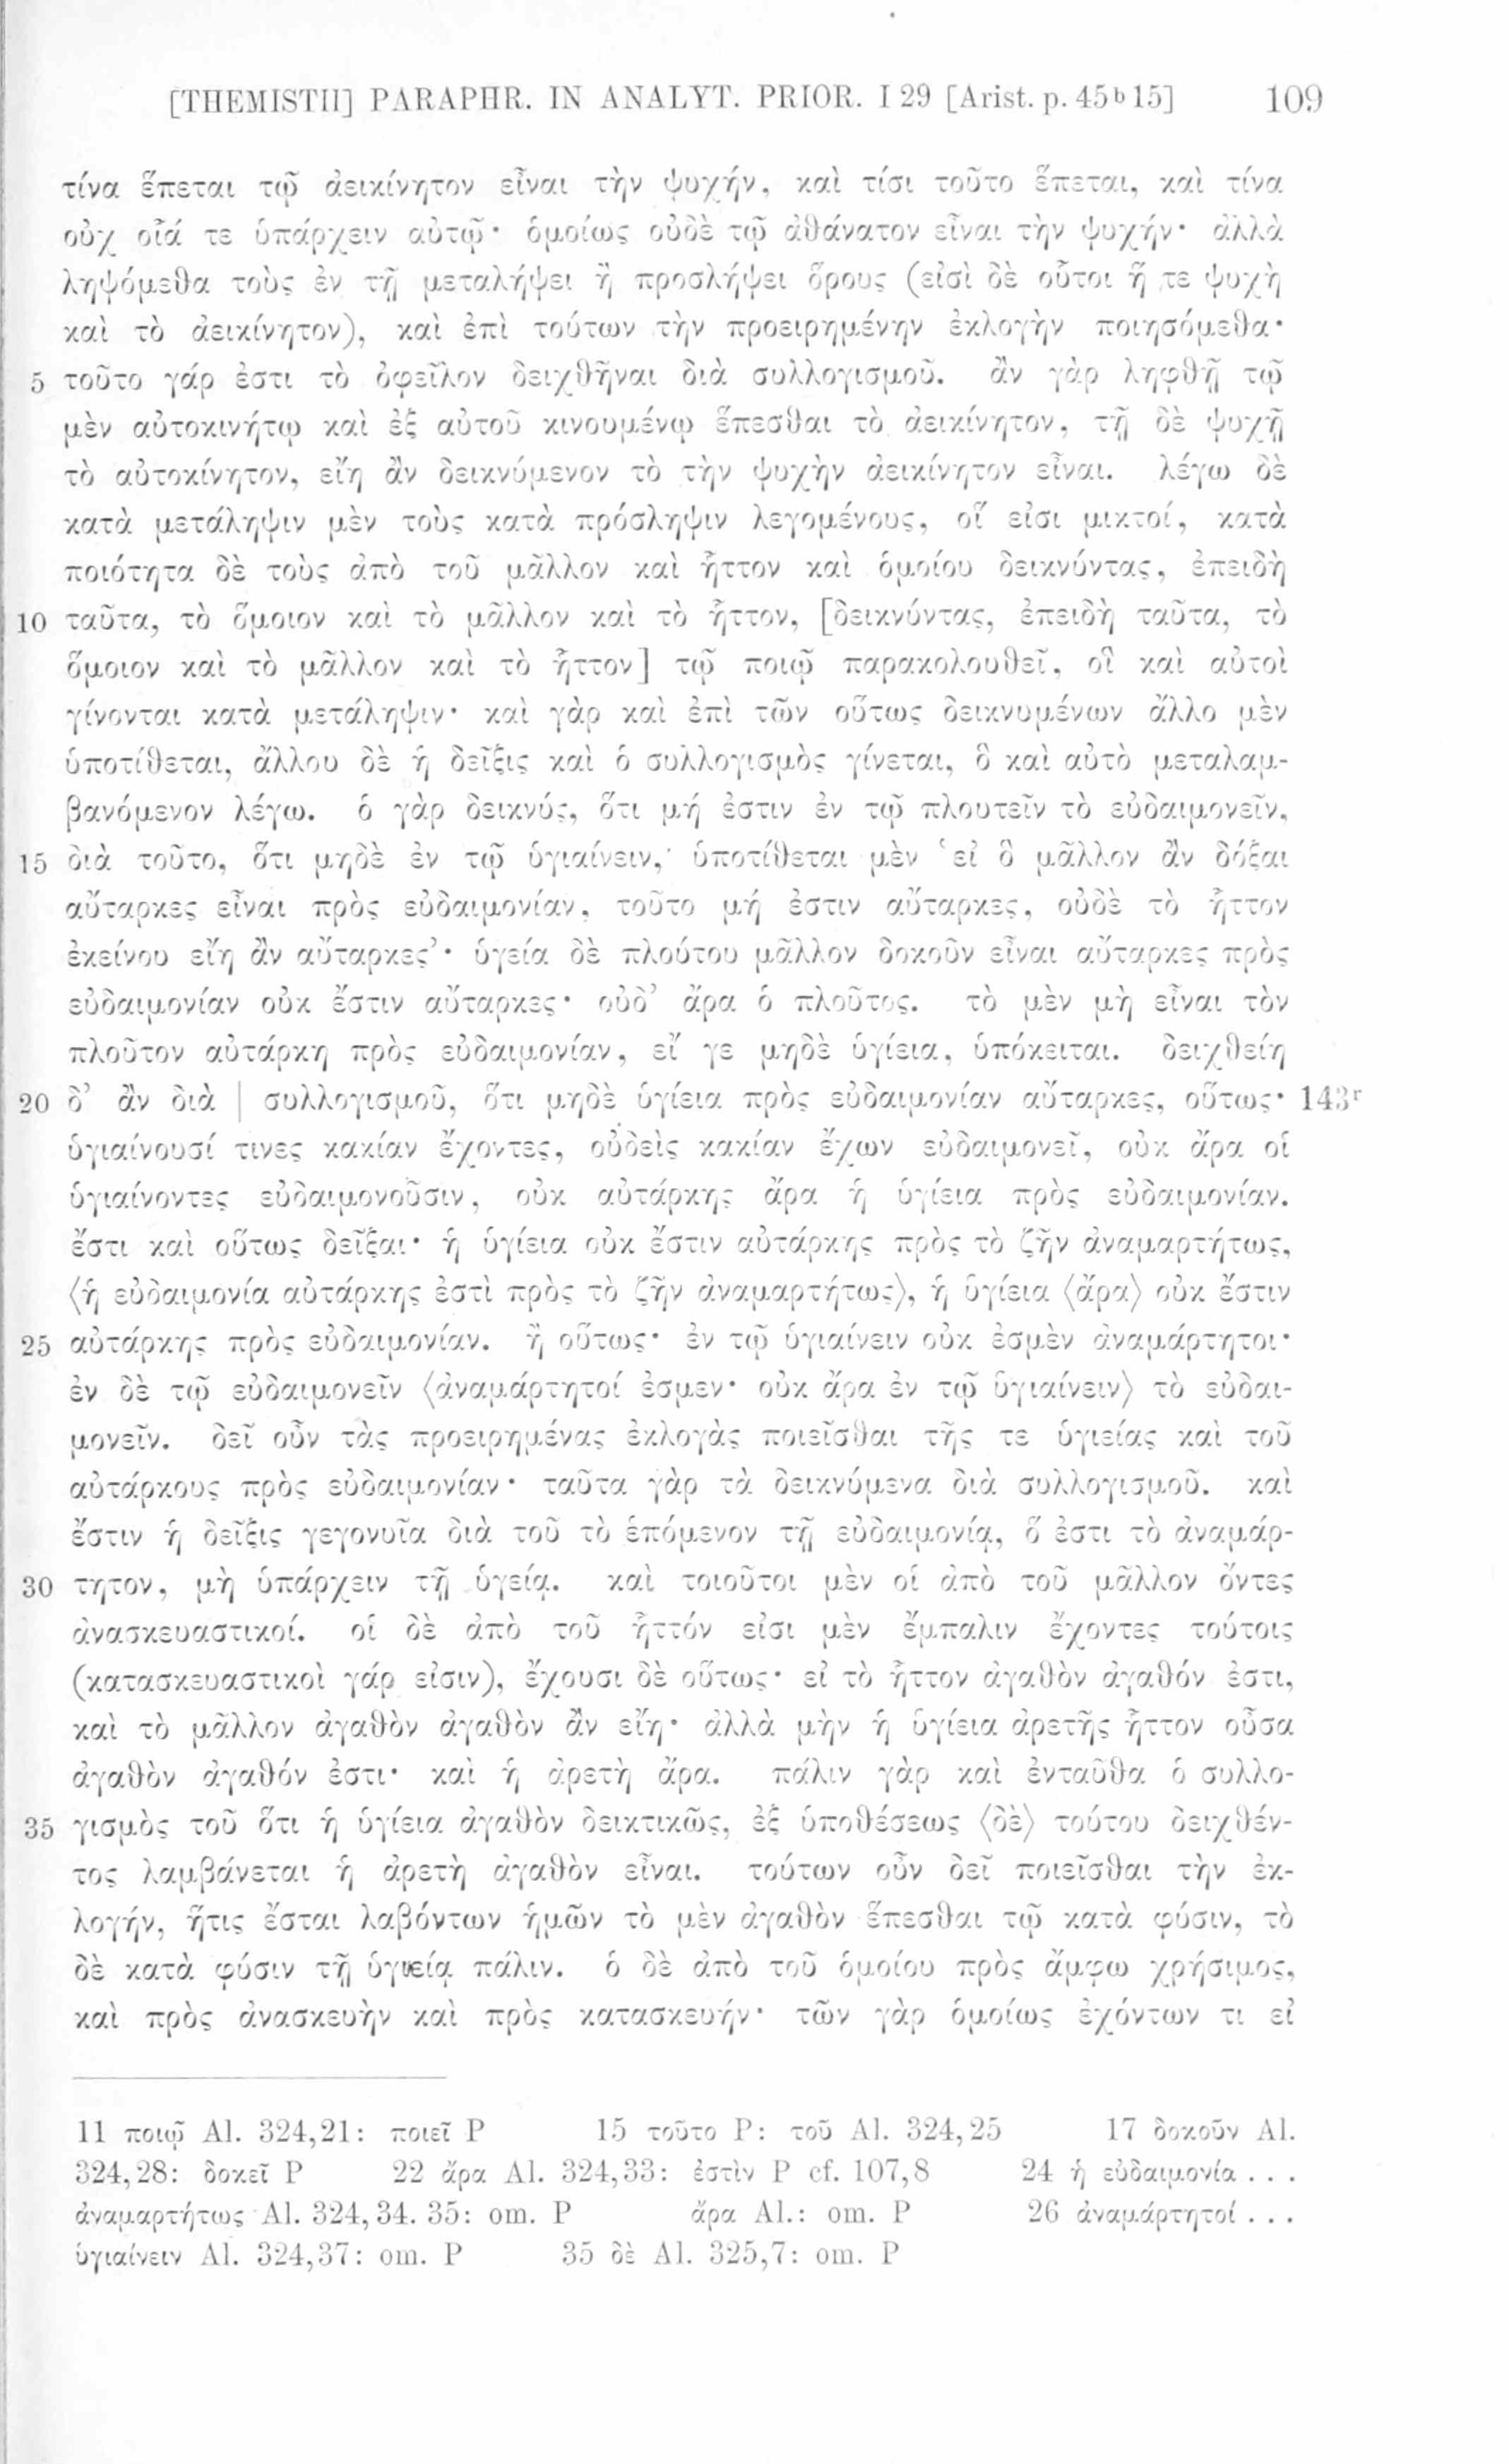 [THEMISTII] PARAPHR. IN ANALYT. PRIOR. I 29 [Arist. p. 45ᵇ15] 109
τίνα ἕπεται τῷ ἀεικίνητον εἶναι τὴν ψυχήν, καὶ τίσι τοῦτο ἕπεται, καὶ τίνα
οὐχ οἷά τε ὑπάρχειν αὐτῷ· ὁμοίως οὐδὲ τῷ ἀθάνατον εἶναι τὴν ψυχήν· ἀλλὰ
ληψόμεθα τοὺς ἐν τῇ μεταλήψει ἢ προσλήψει ὅρους (εἰσὶ δὲ οὗτοι ἥ τε ψυχὴ
καὶ τὸ ἀεικίνητον), καὶ ἐπὶ τούτων τὴν προειρημένην ἐκλογὴν ποιησόμεθα·
5 τοῦτο γάρ ἐστι τὸ ὀφεῖλον δειχθῆναι διὰ συλλογισμοῦ. ἂν γὰρ ληφθῇ τῷ
μὲν αὐτοκινήτῳ καὶ ἐξ αὑτοῦ κινουμένῳ ἕπεσθαι τὸ ἀεικίνητον, τῇ δὲ ψυχῇ
τὸ αὐτοκίνητον, εἴη ἂν δεικνύμενον τὸ τὴν ψυχὴν ἀεικίνητον εἶναι. λέγω δὲ
κατὰ μετάληψιν μὲν τοὺς κατὰ πρόσληψιν λεγομένους, οἵ εἰσι μικτοί, κατὰ
ποιότητα δὲ τοὺς ἀπὸ τοῦ μᾶλλον καὶ ἧττον καὶ ὁμοίου δεικνύντας, ἐπειδὴ
10 ταῦτα, τὸ ὅμοιον καὶ τὸ μᾶλλον καὶ τὸ ἧττον, [δεικνύντας, ἐπειδὴ ταῦτα, τὸ
ὅμοιον καὶ τὸ μᾶλλον καὶ τὸ ἧττον] τῷ ποιῷ παρακολουθεῖ, οἳ καὶ αὐτοὶ
γίνονται κατὰ μετάληψιν· καὶ γὰρ καὶ ἐπὶ τῶν οὕτως δεικνυμένων ἄλλο μὲν
ὑποτίθεται, ἄλλου δὲ ἡ δεῖξις καὶ ὁ συλλογισμὸς γίνεται, ὃ καὶ αὐτὸ μεταλαμ-
βανόμενον λέγω. ὁ γὰρ δεικνύς, ὅτι μή ἐστιν ἐν τῷ πλουτεῖν τὸ εὐδαιμονεῖν,
15 διὰ τοῦτο, ὅτι μηδὲ ἐν τῷ ὑγιαίνειν, ὑποτίθεται μὲν ‘εἰ ὃ μᾶλλον ἂν δόξαι
αὔταρκες εἶναι πρὸς εὐδαιμονίαν, τοῦτο μή ἐστιν αὔταρκες, οὐδὲ τὸ ἧττον
ἐκείνου εἴη ἂν αὔταρκες’· ὑγεία δὲ πλούτου μᾶλλον δοκοῦν εἶναι αὔταρκες πρὸς
εὐδαιμονίαν οὐκ ἔστιν αὔταρκες· οὐδ’ ἄρα ὁ πλοῦτος. τὸ μὲν μὴ εἶναι τὸν
πλοῦτον αὐτάρκη πρὸς εὐδαιμονίαν, εἴ γε μηδὲ ὑγίεια, ὑπόκειται. δειχθείη
20 δ’ ἂν διὰ | συλλογισμοῦ, ὅτι μηδὲ ὑγίεια πρὸς εὐδαιμονίαν αὔταρκες, οὕτως· 143ʳ
ὑγιαίνουσί τινες κακίαν ἔχοντες, οὐδεὶς κακίαν ἔχων εὐδαιμονεῖ, οὐκ ἄρα οἱ
ὑγιαίνοντες εὐδαιμονοῦσιν, οὐκ αὐτάρκης ἄρα ἡ ὑγίεια πρὸς εὐδαιμονίαν.
ἔστι καὶ οὕτως δεῖξαι· ἡ ὑγίεια οὐκ ἔστιν αὐτάρκης πρὸς τὸ ζῆν ἀναμαρτήτως,
⟨ἡ εὐδαιμονία αὐτάρκης ἐστὶ πρὸς τὸ ζῆν ἀναμαρτήτως⟩, ἡ ὑγίεια ⟨ἄρα⟩ οὐκ ἔστιν
25 αὐτάρκης πρὸς εὐδαιμονίαν. ἢ οὕτως· ἐν τῷ ὑγιαίνειν οὐκ ἐσμὲν ἀναμάρτητοι·
ἐν δὲ τῷ εὐδαιμονεῖν ⟨ἀναμάρτητοί ἐσμεν· οὐκ ἄρα ἐν τῷ ὑγιαίνειν⟩ τὸ εὐδαι-
μονεῖν. δεῖ οὖν τὰς προειρημένας ἐκλογὰς ποιεῖσθαι τῆς τε ὑγιείας καὶ τοῦ
αὐτάρκους πρὸς εὐδαιμονίαν· ταῦτα γὰρ τὰ δεικνύμενα διὰ συλλογισμοῦ. καὶ
ἔστιν ἡ δεῖξις γεγονυῖα διὰ τοῦ τὸ ἑπόμενον τῇ εὐδαιμονίᾳ, ὅ ἐστι τὸ ἀναμάρ-
30 τητον, μὴ ὑπάρχειν τῇ ὑγείᾳ. καὶ τοιοῦτοι μὲν οἱ ἀπὸ τοῦ μᾶλλον ὄντες
ἀνασκευαστικοί. οἱ δὲ ἀπὸ τοῦ ἧττόν εἰσι μὲν ἔμπαλιν ἔχοντες τούτοις
(κατασκευαστικοὶ γάρ εἰσιν), ἔχουσι δὲ οὕτως· εἰ τὸ ἧττον ἀγαθὸν ἀγαθόν ἐστι,
καὶ τὸ μᾶλλον ἀγαθὸν ἀγαθὸν ἂν εἴη· ἀλλὰ μὴν ἡ ὑγίεια ἀρετῆς ἧττον οὖσα
ἀγαθὸν ἀγαθόν ἐστι· καὶ ἡ ἀρετὴ ἄρα. πάλιν γὰρ καὶ ἐνταῦθα ὁ συλλο-
35 γισμὸς τοῦ ὅτι ἡ ὑγίεια ἀγαθὸν δεικτικῶς, ἐξ ὑποθέσεως ⟨δὲ⟩ τούτου δειχθέν-
τος λαμβάνεται ἡ ἀρετὴ ἀγαθὸν εἶναι. τούτων οὖν δεῖ ποιεῖσθαι τὴν ἐκ-
λογήν, ἥτις ἔσται λαβόντων ἡμῶν τὸ μὲν ἀγαθὸν ἕπεσθαι τῷ κατὰ φύσιν, τὸ
δὲ κατὰ φύσιν τῇ ὑγιείᾳ πάλιν. ὁ δὲ ἀπὸ τοῦ ὁμοίου πρὸς ἄμφω χρήσιμος,
καὶ πρὸς ἀνασκευὴν καὶ πρὸς κατασκευήν· τῶν γὰρ ὁμοίως ἐχόντων τι εἰ
11 ποιῷ Al. 324,21: ποιεῖ P 15 τοῦτο P: τοῦ Al. 324,25 17 δοκοῦν Al.
324,28: δοκεῖ P 22 ἄρα Al. 324,33: ἐστὶν P cf. 107,8 24 ἡ εὐδαιμονία . . .
ἀναμαρτήτως Al. 324,34. 35: om. P ἄρα Al.: om. P 26 ἀναμάρτητοί . . .
ὑγιαίνειν Al. 324,37: om. P 35 δὲ Al. 325,7: om. P